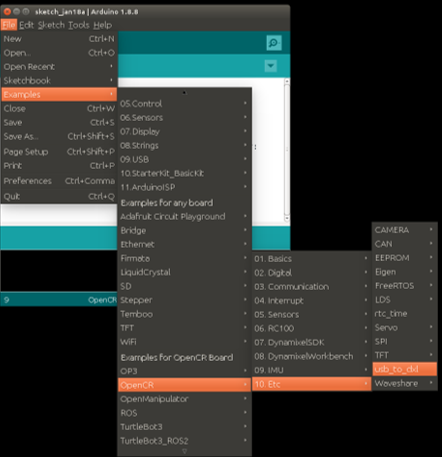 sketch_jan18a | Arduino 1.8.8
File Edit Sketch Tools Help
New Ctrl+N
Open... Ctrl+O
Open Recent
Sketchbook
Examples
Close Ctrl+W
Save Ctrl+S
Save As... Ctrl+Shift+S
Page Setup Ctrl+Shift+P
Print Ctrl+P
Preferences Ctrl+Comma
Quit Ctrl+Q
9 OpenCR
05.Control
06.Sensors
07.Display
08.Strings
09.USB
10.StarterKit_BasicKit
11.ArduinoISP
Examples for any board
Adafruit Circuit Playground
Bridge
Ethernet
Firmata
LiquidCrystal
SD
Stepper
Temboo
TFT
WiFi
Examples for OpenCR Board
OP3
OpenCR
OpenManipulator
ROS
TurtleBot3
TurtleBot3_ROS2
01. Basics
02. Digital
03. Communication
04. Interrupt
05. Sensors
06. RC100
07. DynamixelSDK
08. DynamixelWorkbench
09. IMU
10. Etc
CAMERA
CAN
EEPROM
Eigen
FreeRTOS
LDS
rtc_time
Servo
SPI
TFT
usb_to_dxl
Waveshare